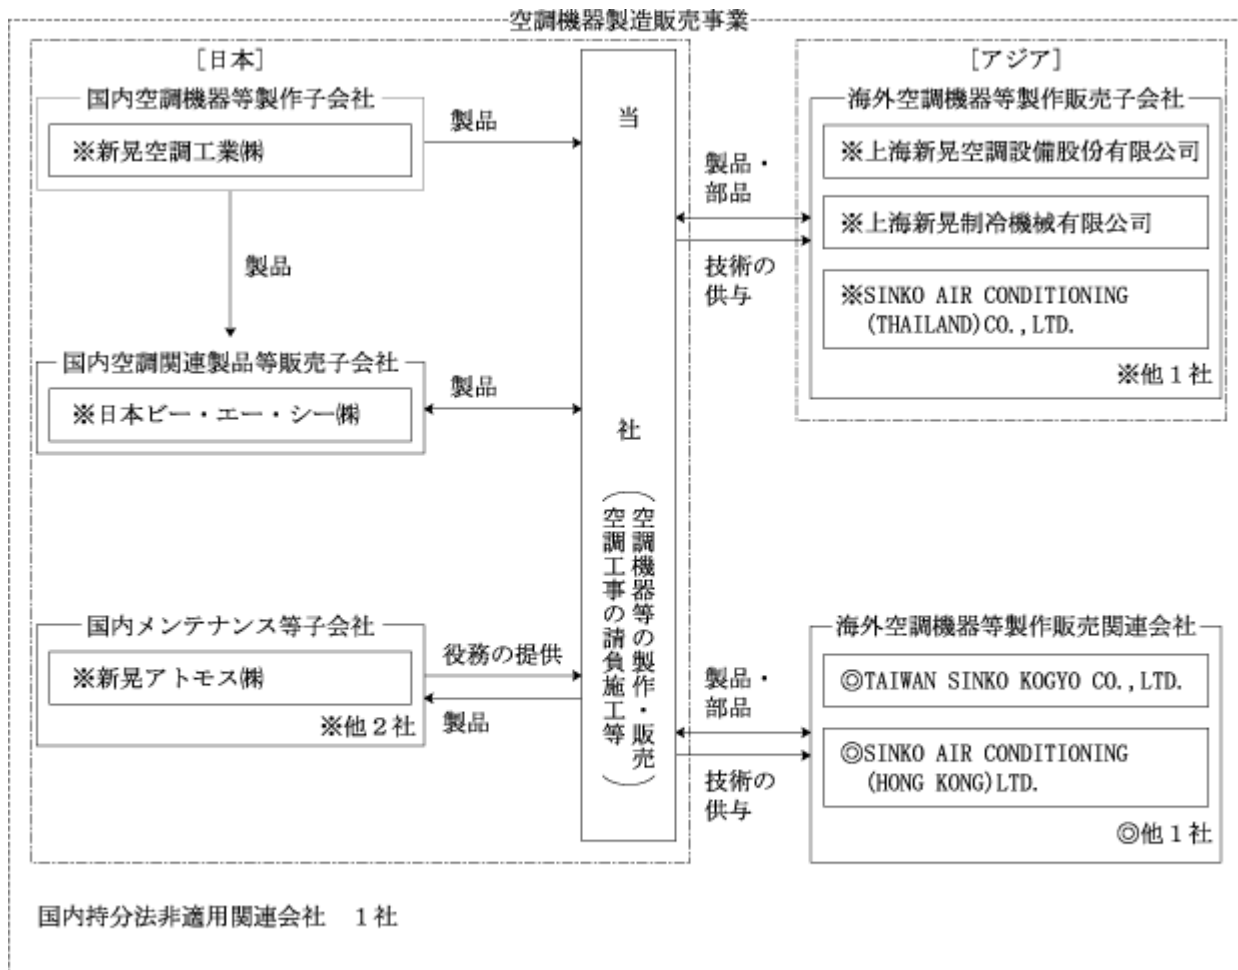 空調機器製造販売事業
[日本]
国内空調機器等製作子会社
※新晃空調工業㈱
製品
製品
国内空調関連製品等販売子会社
※日本ビー・エー・シー㈱
製品
国内メンテナンス等子会社
※新晃アトモス㈱
※他2社
役務の提供
製品
当
社
(空調機器等の製作・販売
空調工事の請負施工等)
[アジア]
海外空調機器等製作販売子会社
※上海新晃空調設備股份有限公司
※上海新晃制冷機械有限公司
※SINKO AIR CONDITIONING
(THAILAND)CO.,LTD.
※他1社
製品・
部品
技術の
供与
海外空調機器等製作販売関連会社
◎TAIWAN SINKO KOGYO CO.,LTD.
◎SINKO AIR CONDITIONING
(HONG KONG)LTD.
◎他1社
製品・
部品
技術の
供与
国内持分法非適用関連会社 1社